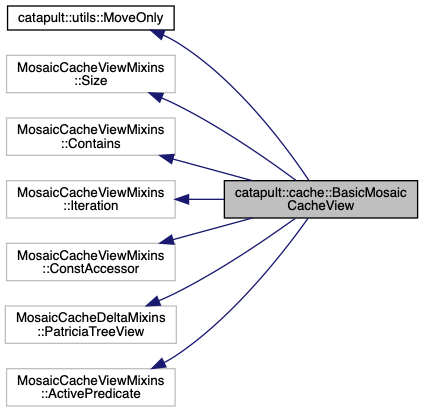 catapult::utils::MoveOnly
MosaicCacheViewMixins
::Size
MosaicCacheViewMixins
::Contains
MosaicCacheViewMixins
::Iteration
MosaicCacheViewMixins
::ConstAccessor
MosaicCacheDeltaMixins
::PatriciaTreeView
MosaicCacheViewMixins
::ActivePredicate
catapult::cache::BasicMosaic
CacheView